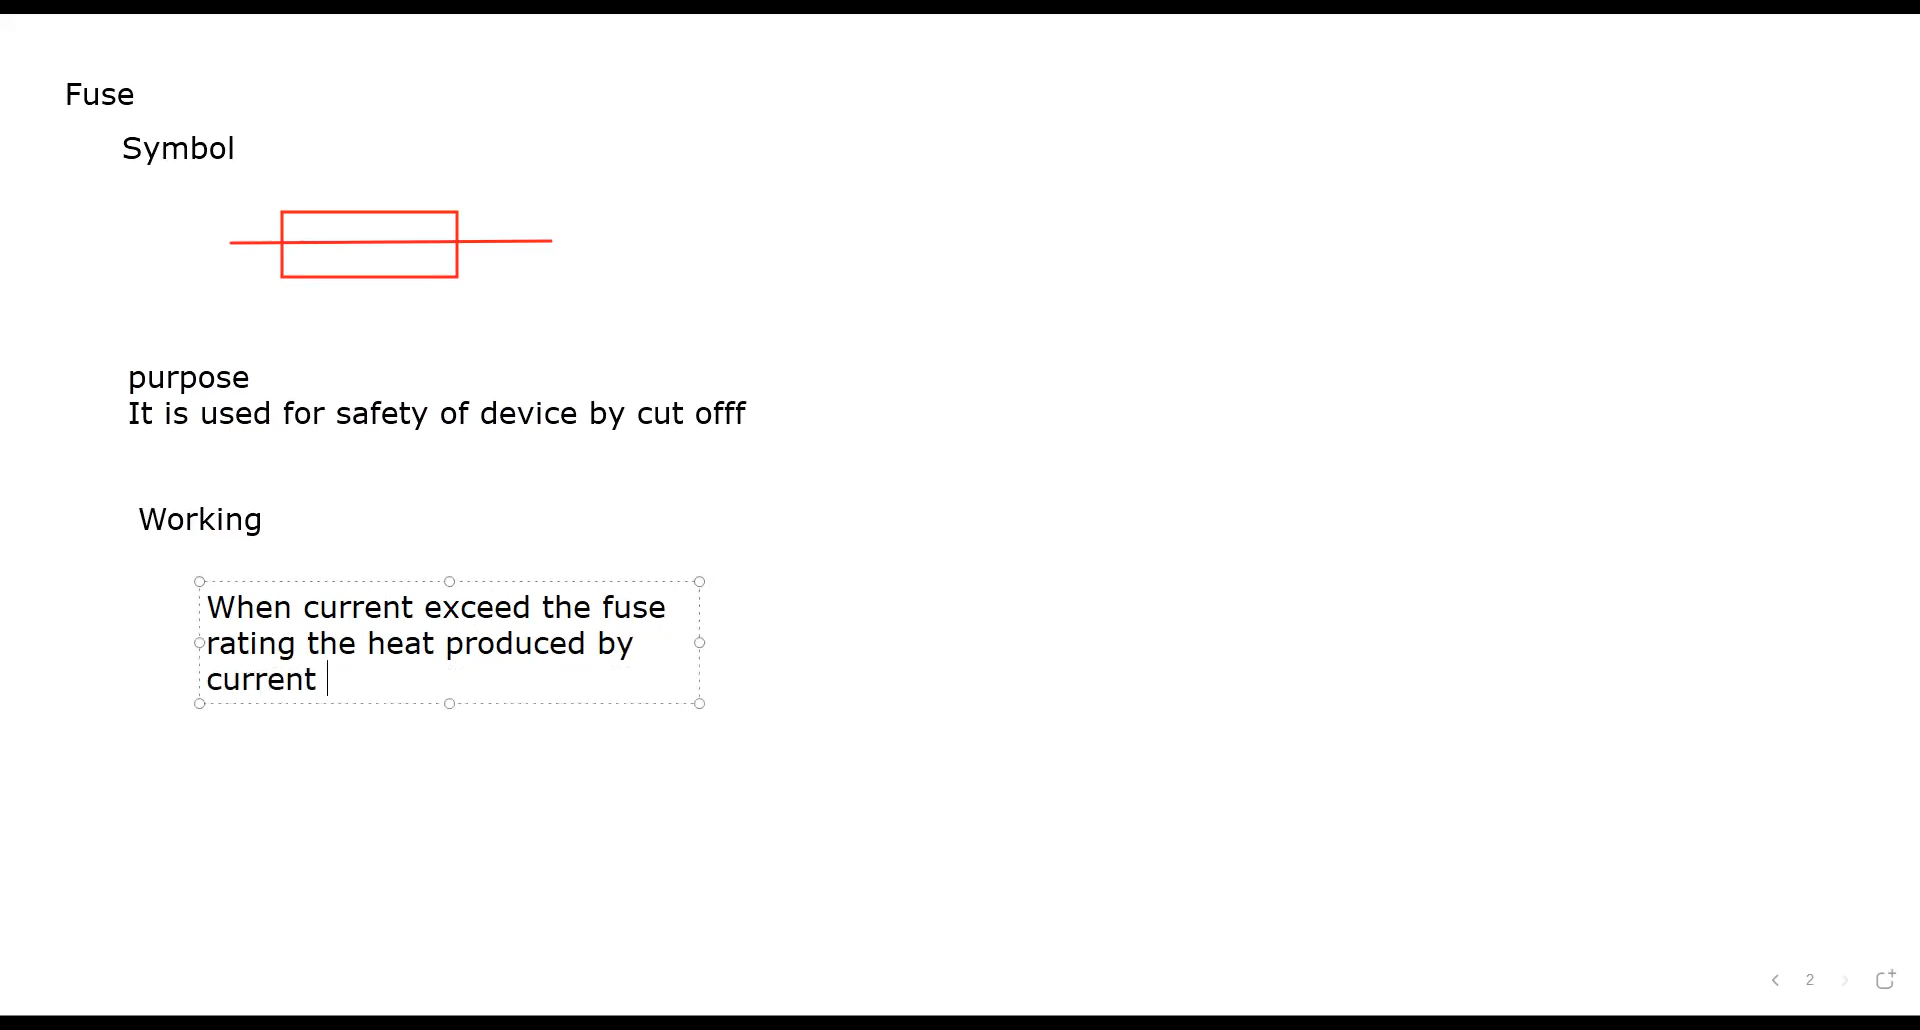 Fuse
Symbol
purpose
It is used for safety of device by cut offf
Working
When current exceed the fuse
rating the heat produced by
current
2